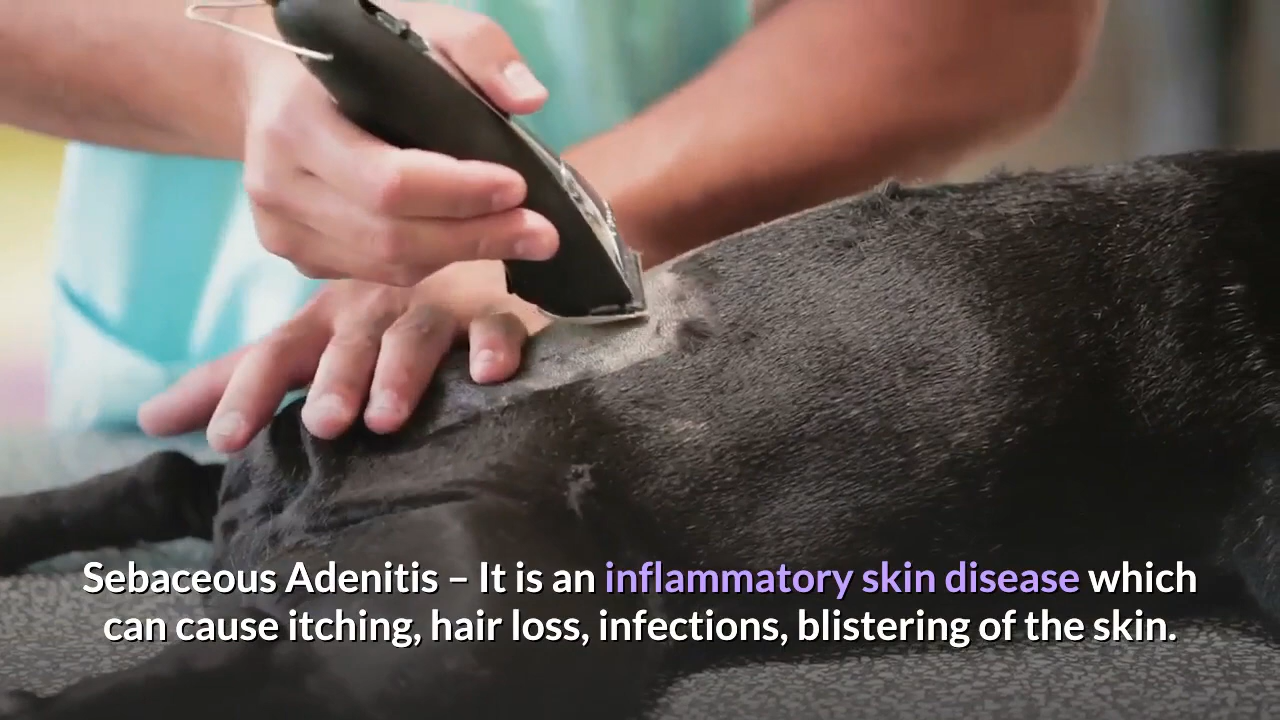 Sebaceous Adenitis – It is an inflammatory skin disease which
can cause itching, hair loss, infections, blistering of the skin.